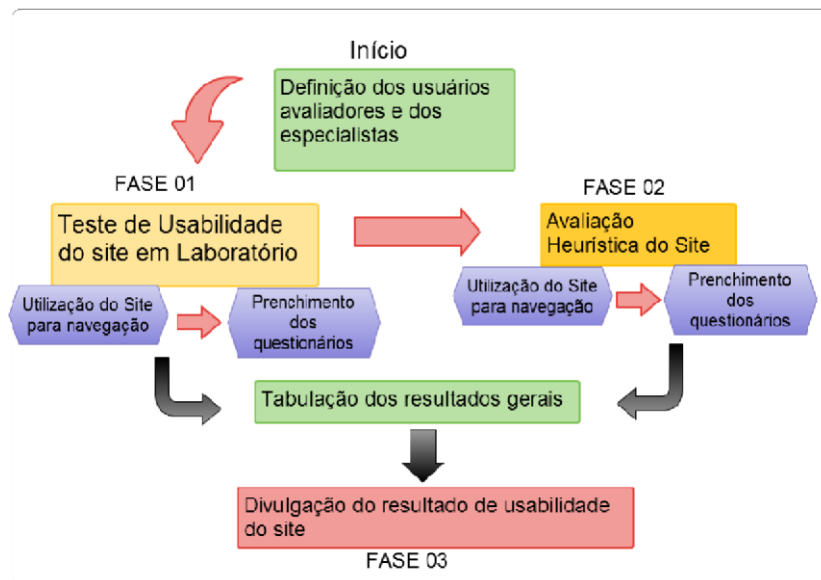 Início
Definição dos usuários
avaliadores e dos
especialistas
FASE 01
Teste de Usabilidade
do site em Laboratório
Utilização do Site
para navegação
Prenchimento
dos
questionários
FASE 02
Avaliação
Heurística do Site
Utilização do Site
para navegação
Prenchimento
dos
questionários
Tabulação dos resultados gerais
Divulgação do resultado de usabilidade
do site
FASE 03